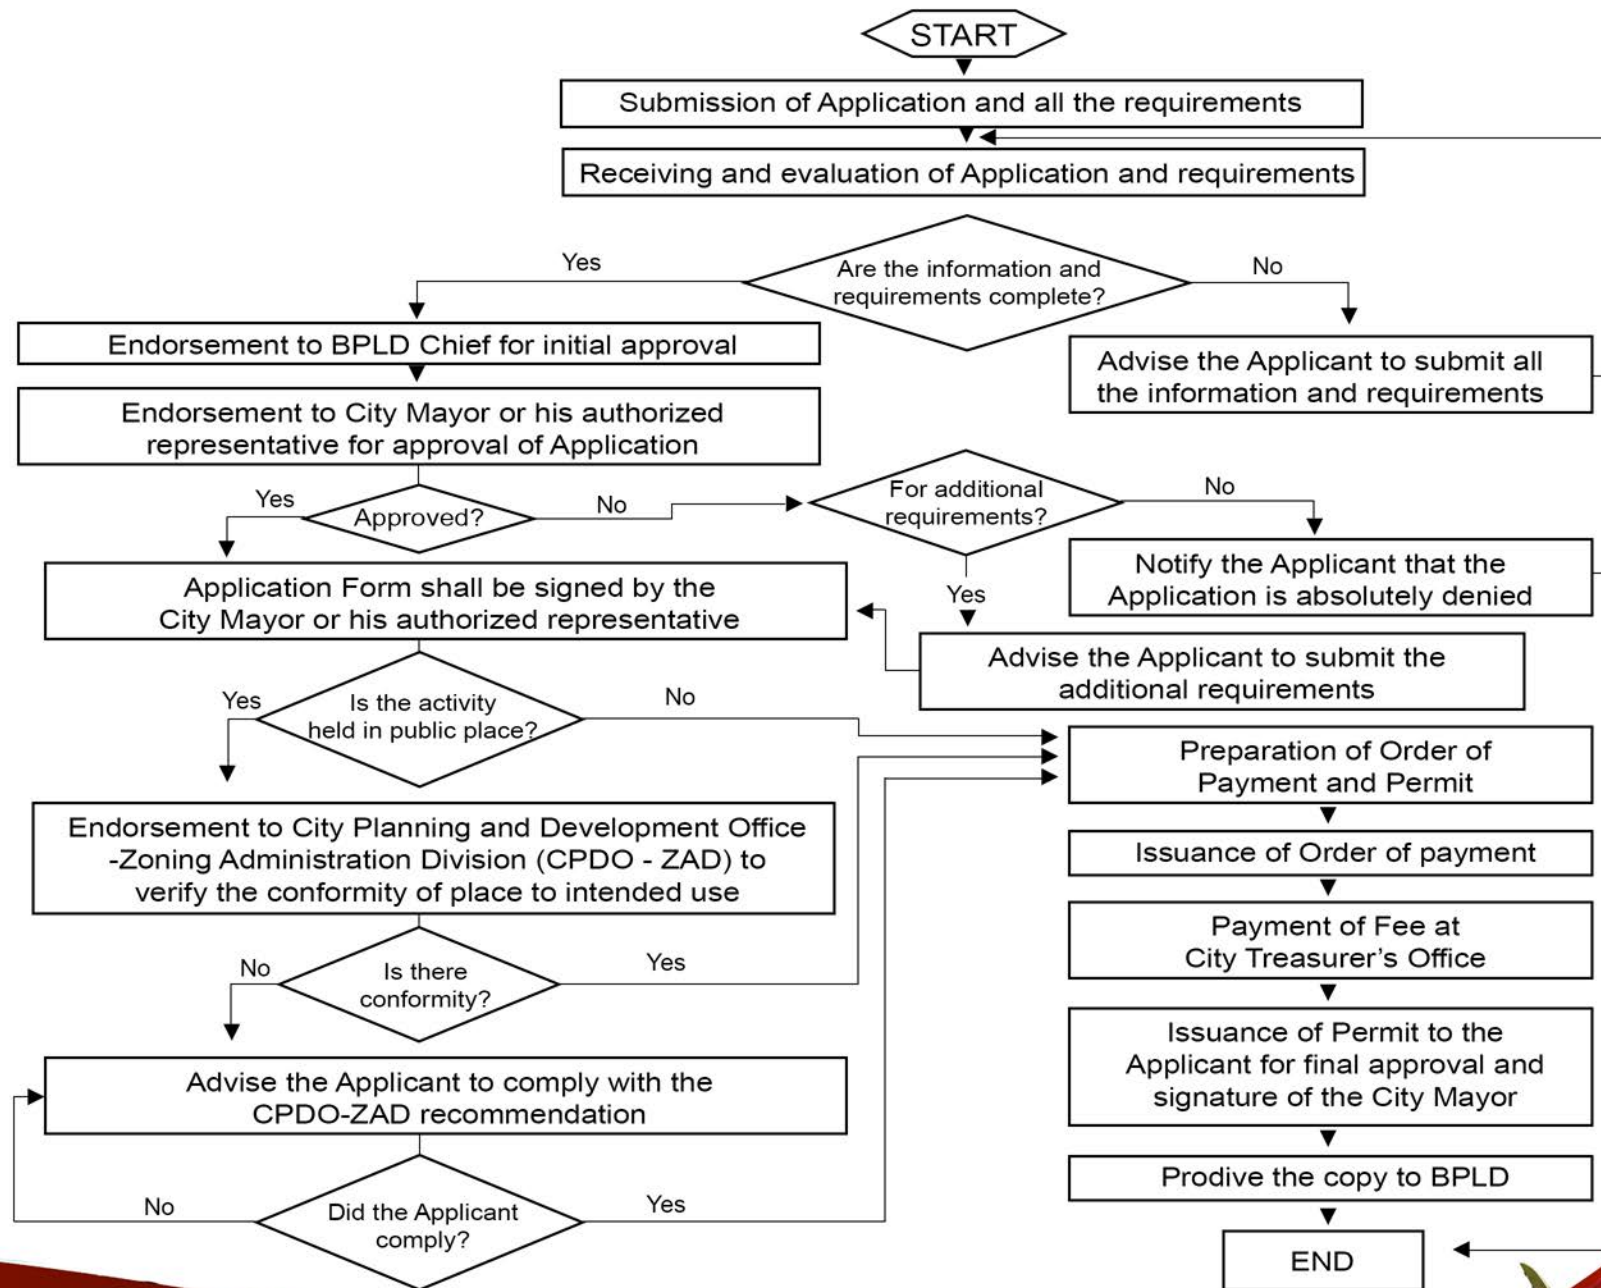 START
Submission of Application and all the requirements
Receiving and evaluation of Application and requirements
Yes
Are the information and
requirements complete?
No
Endorsement to BPLD Chief for initial approval
Advise the Applicant to submit all
the information and requirements
Endorsement to City Mayor or his authorized
representative for approval of Application
Yes
Approved?
No
For additional
requirements?
No
Yes
Notify the Applicant that the
Application is absolutely denied
Application Form shall be signed by the
City Mayor or his authorized representative
Advise the Applicant to submit the
additional requirements
Yes
Is the activity
held in public place?
No
Preparation of Order of
Payment and Permit
Endorsement to City Planning and Development Office
-Zoning Administration Division (CPDO - ZAD) to
verify the conformity of place to intended use
Issuance of Order of payment
Payment of Fee at
City Treasurer's Office
No
Is there
conformity?
Yes
Issuance of Permit to the
Applicant for final approval and
signature of the City Mayor
Advise the Applicant to comply with the
CPDO-ZAD recommendation
Prodive the copy to BPLD
No
Did the Applicant
comply?
Yes
END